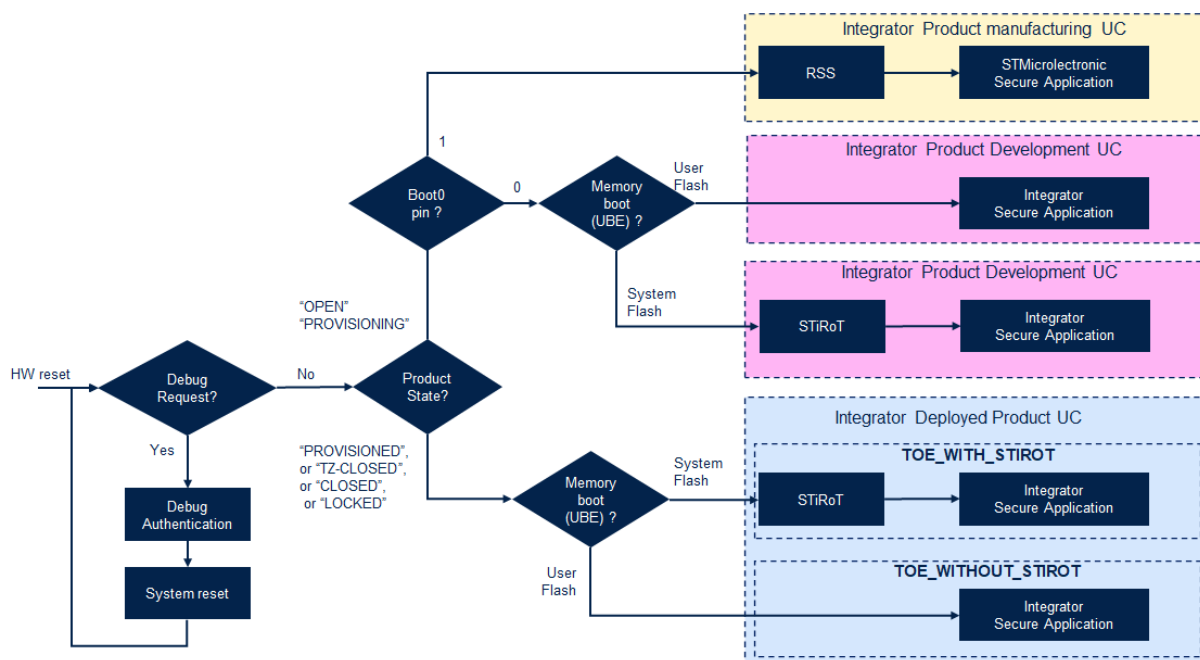 Integrator Product manufacturing UC
RSS
STMicrolectronic
Secure Application
1
Integrator Product Development UC
Boot0
pin ?
0
Memory
boot
(UBE) ?
User
Flash
Integrator
Secure Application
Integrator Product Development UC
System
Flash
STiRoT
Integrator
Secure Application
“OPEN”
“PROVISIONING”
HW reset
Debug
Request?
No
Product
State?
Yes
“PROVISIONED”,
or “TZ-CLOSED”,
or “CLOSED”,
or “LOCKED”
Debug
Authentication
System reset
Integrator Deployed Product UC
Memory
boot
(UBE) ?
System
Flash
TOE_WITH_STIROT
STiRoT
Integrator
Secure Application
User
Flash
TOE_WITHOUT_STIROT
Integrator
Secure Application